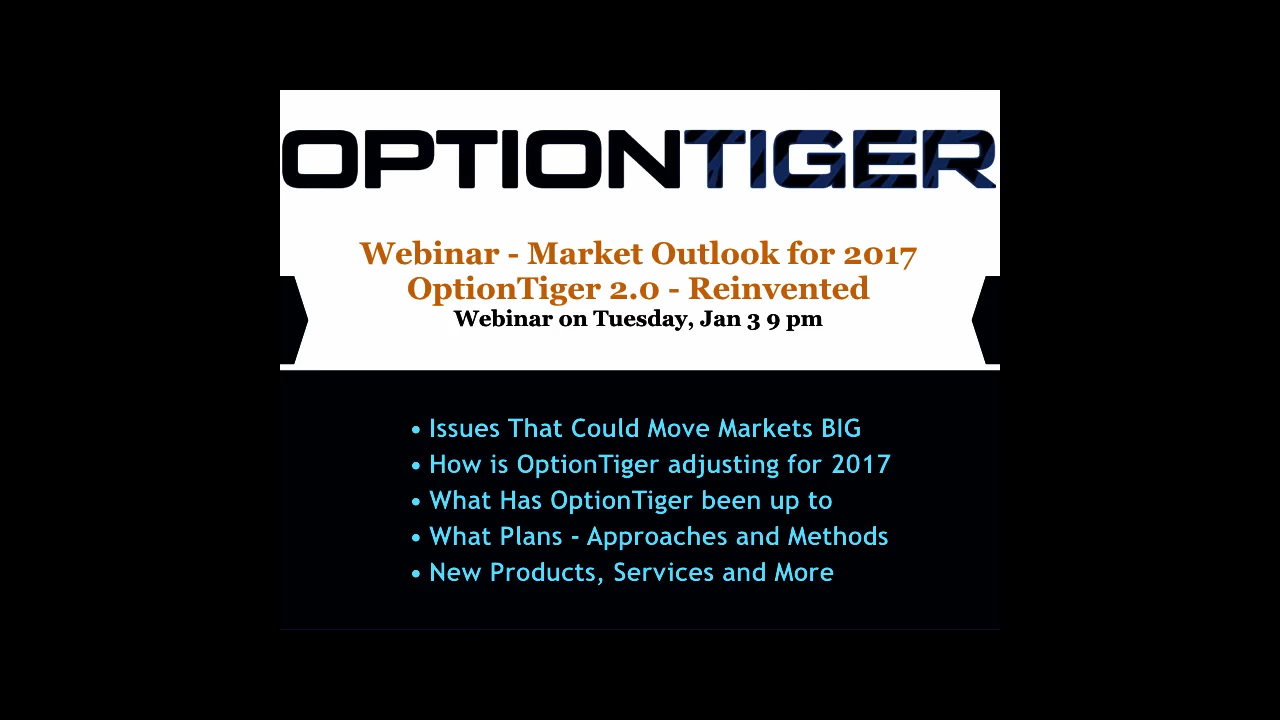 OPTIONTIGER
Webinar - Market Outlook for 2017
OptionTiger 2.0 - Reinvented
Webinar on Tuesday, Jan 3 9 pm
• Issues That Could Move Markets BIG
• How is OptionTiger adjusting for 2017
• What Has OptionTiger been up to
• What Plans - Approaches and Methods
• New Products, Services and More